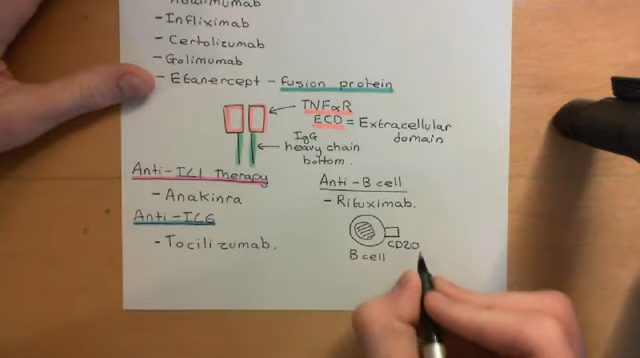 Adalimumab
- Infliximab
- Certolizumab
- Golimumab
- Etanercept - fusion protein
TNFαR
ECD = Extracellular
domain
IgG
heavy chain
bottom.
Anti-IL1 Therapy
- Anakinra
Anti-IL6
- Tocilizumab.
Anti-B cell
- Rituximab.
CD20
B cell